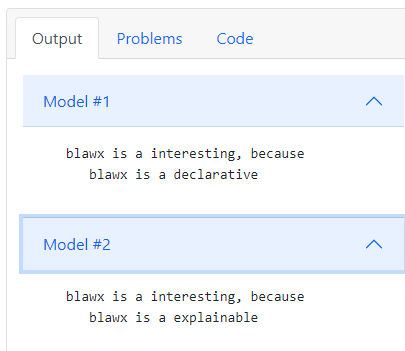 Output Problems Code
Model #1
blawx is a interesting, because
blawx is a declarative
Model #2
blawx is a interesting, because
blawx is a explainable